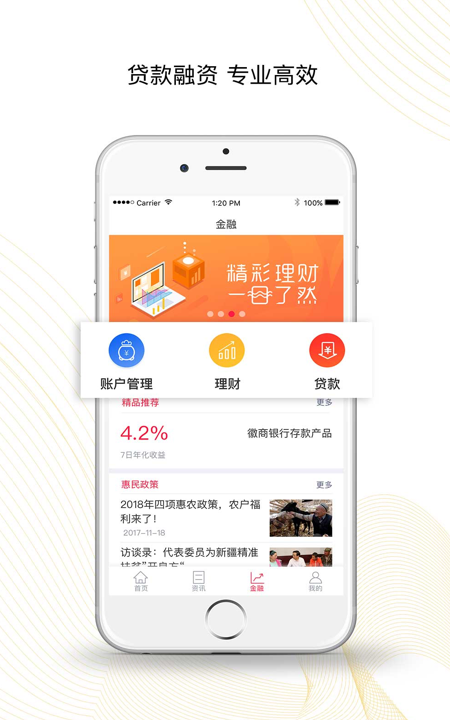 贷款融资 专业高效
Carrier 1:20 PM 100%
金融
精彩理财
一目了然
账户管理 理财 贷款
精品推荐 更多
4.2% 徽商银行存款产品
7日年化收益
惠民政策 更多
2018年四项惠农政策，农户福
利来了！
2017-11-18
访谈录：代表委员为新疆精准
扶贫"开良方"
首页 资讯 金融 我的